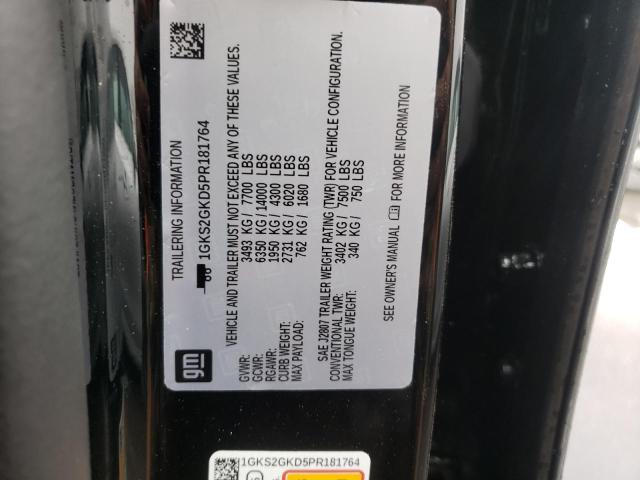 TRAILERING INFORMATION
1GKS2GKD5PR181764
VEHICLE AND TRAILER MUST NOT EXCEED ANY OF THESE VALUES.
GVWR: 3493 KG / 7700 LBS
GCWR: 6350 KG / 14000 LBS
RGAWR: 1950 KG / 4300 LBS
CURB WEIGHT: 2731 KG / 6020 LBS
MAX PAYLOAD: 762 KG / 1680 LBS
SAE J2807 TRAILER WEIGHT RATING (TWR) FOR VEHICLE CONFIGURATION.
CONVENTIONAL TWR: 3402 KG / 7500 LBS
MAX TONGUE WEIGHT: 340 KG / 750 LBS
SEE OWNER'S MANUAL FOR MORE INFORMATION
gm
1GKS2GKD5PR181764